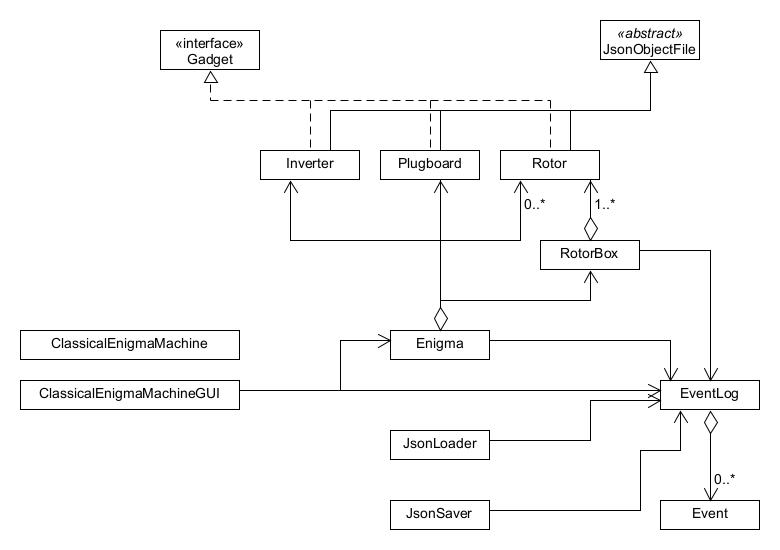 «interface»
Gadget
«abstract»
JsonObjectFile
Inverter
Plugboard
Rotor
0..*
1..*
RotorBox
ClassicalEnigmaMachine
Enigma
ClassicalEnigmaMachineGUI
EventLog
JsonLoader
0..*
JsonSaver
Event